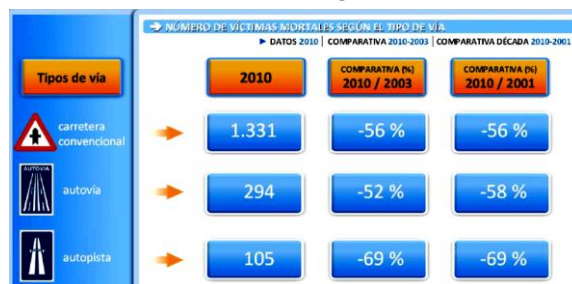 NÚMERO DE VÍCTIMAS MORTALES SEGÚN EL TIPO DE VÍA
DATOS 2010 | COMPARATIVA 2010-2003 | COMPARATIVA DÉCADA 2010-2001
Tipos de vía
2010
COMPARATIVA (%)
2010 / 2003
COMPARATIVA (%)
2010 / 2001
carretera
convencional
1.331
-56 %
-56 %
AUTOVIA
autovía
294
-52 %
-58 %
autopista
105
-69 %
-69 %